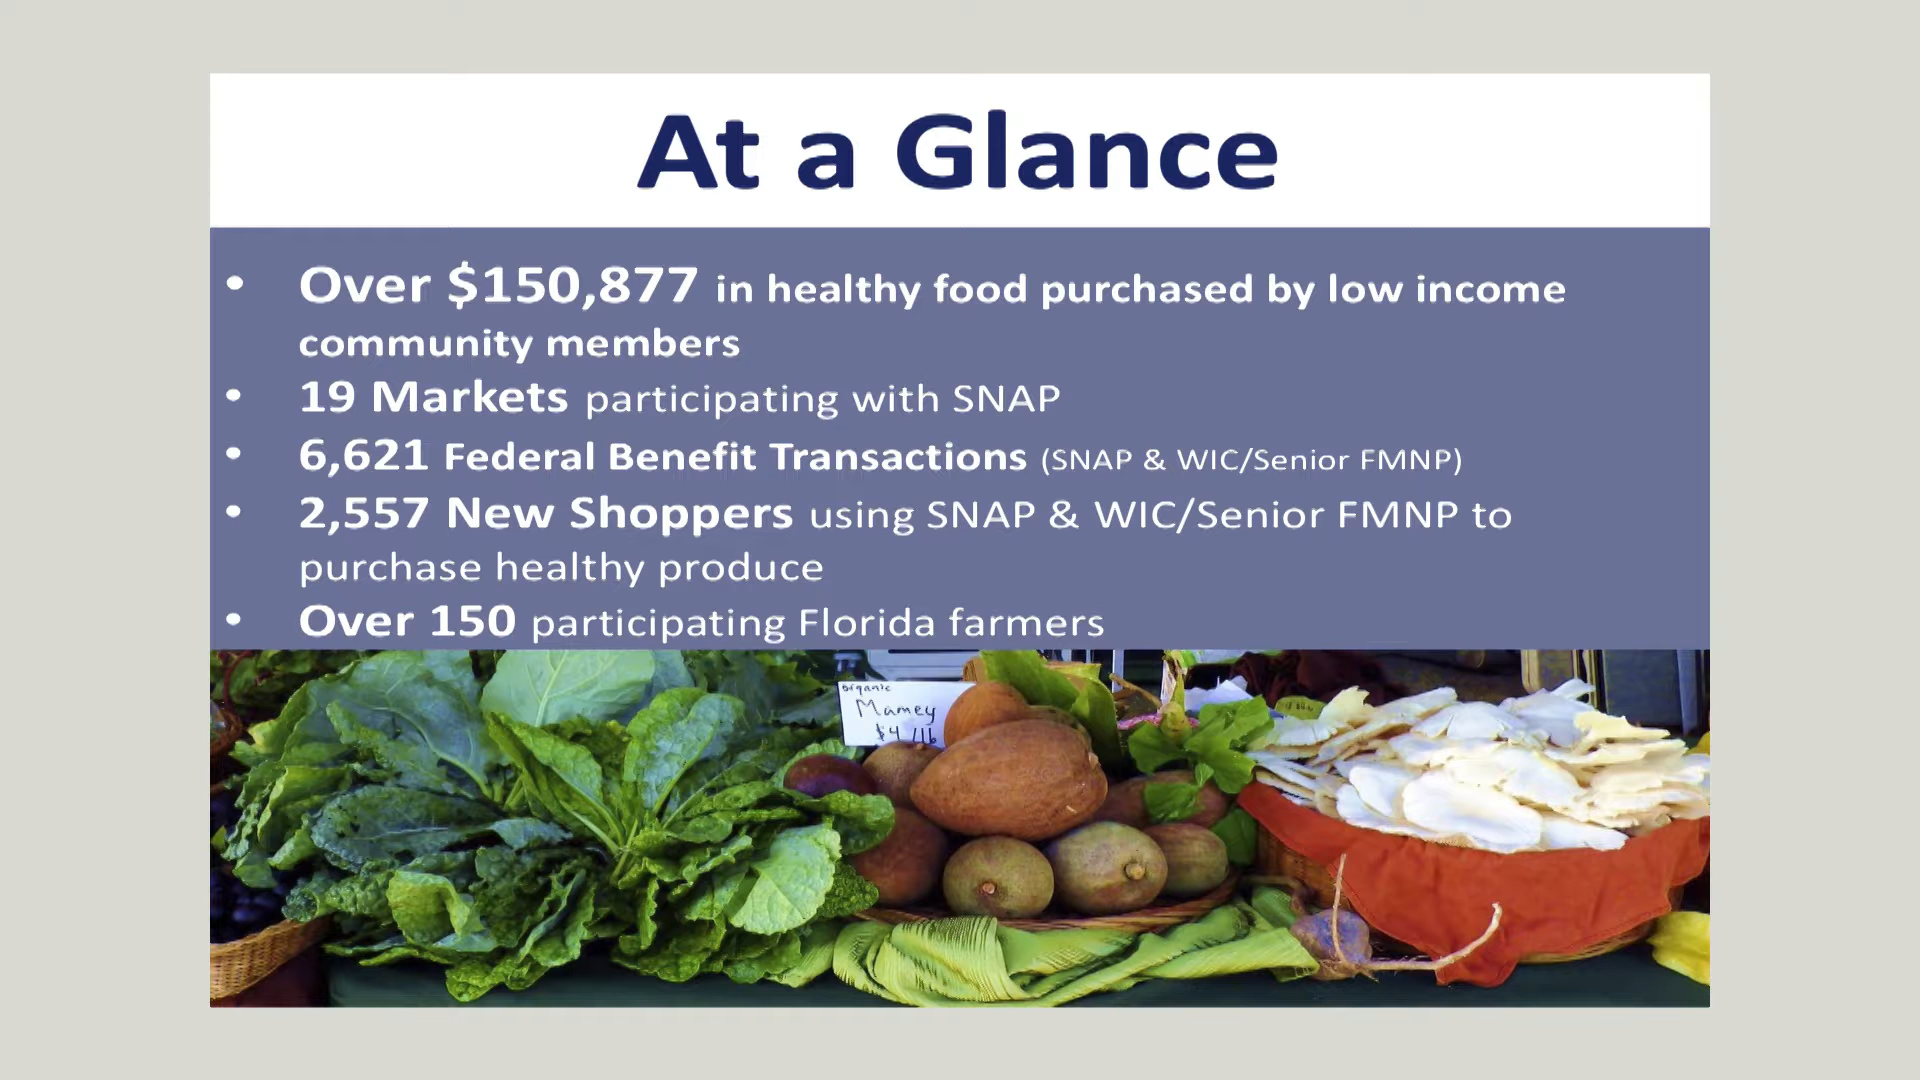 At a Glance
• Over $150,877 in healthy food purchased by low income
community members
• 19 Markets participating with SNAP
• 6,621 Federal Benefit Transactions (SNAP & WIC/Senior FMNP)
• 2,557 New Shoppers using SNAP & WIC/Senior FMNP to
purchase healthy produce
• Over 150 participating Florida farmers
organic
Mamey
$4/lb